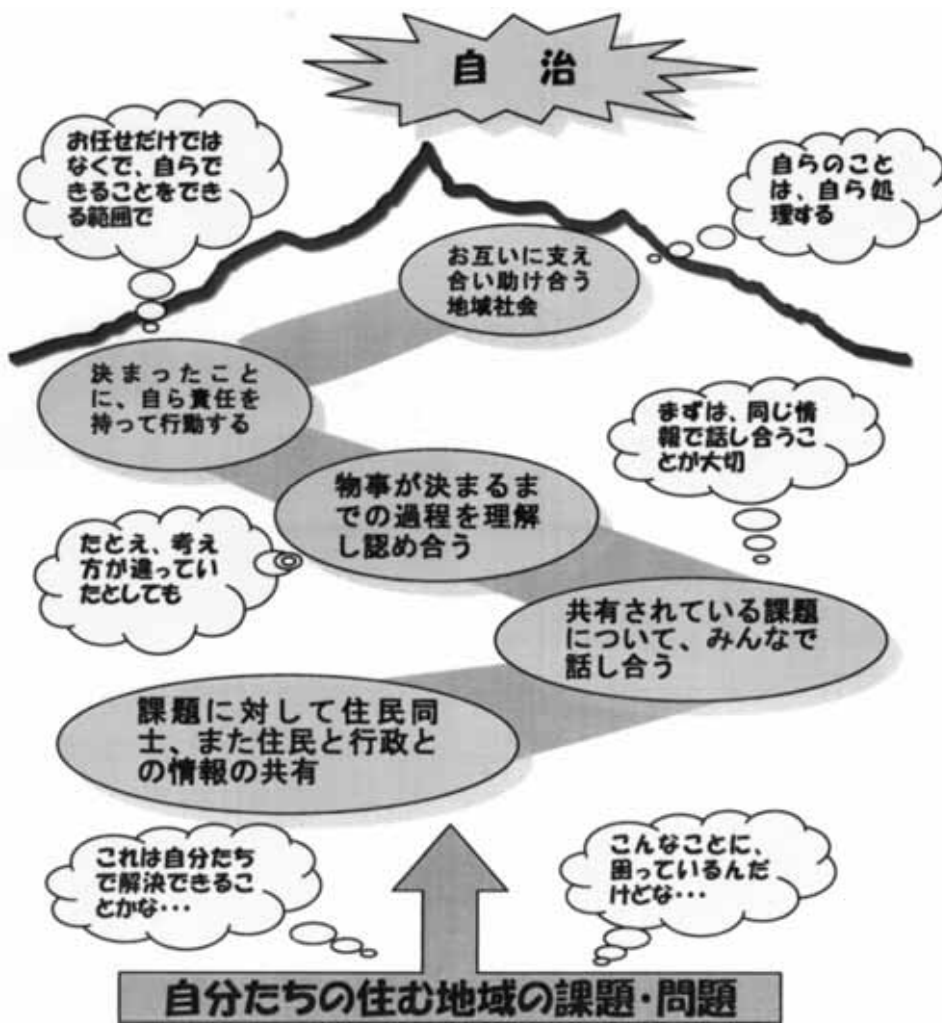 自 治
お任せだけでは
なくで、自らで
きることをでき
る範囲で
自らのこと
は、自ら処
理する
お互いに支え
合い助け合う
地域社会
決まったこと
に、自ら責任を
持って行動する
まずは、同じ情
報で話し合うこ
とが大切
物事が決まるま
での過程を理解
し認め合う
たとえ、考え
方が違ってい
たとしても
共有されている課題
について、みんなで
話し合う
課題に対して住民同
士、また住民と行政と
の情報の共有
これは自分たち
で解決できるこ
とかな・・・
こんなことに、
困っているんだ
けどな・・・
自分たちの住む地域の課題・問題